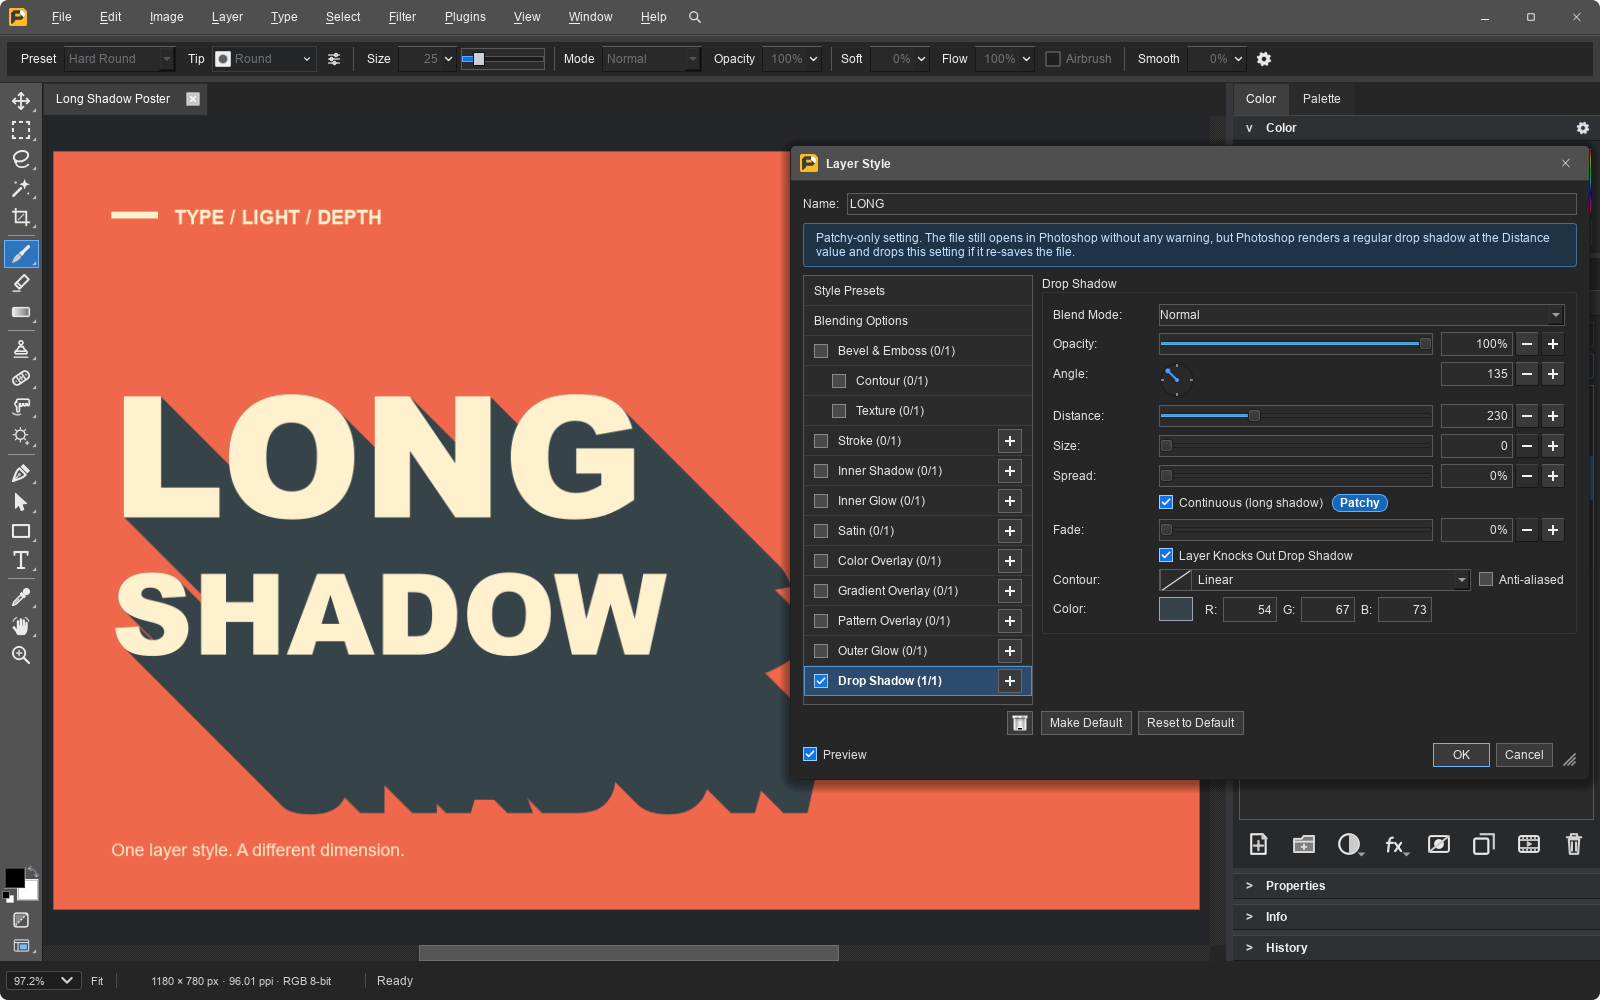 File Edit Image Layer Type Select Filter Plugins View Window Help
Preset Hard Round Tip Round Size 25 Mode Normal Opacity 100% Soft 0% Flow 100% Airbrush Smooth 0%
Long Shadow Poster
Color Palette
Color
TYPE / LIGHT / DEPTH
LONG
SHADOW
One layer style. A different dimension.
Layer Style
Name: LONG
Patchy-only setting. The file still opens in Photoshop without any warning, but Photoshop renders a regular drop shadow at the Distance
value and drops this setting if it re-saves the file.
Style Presets
Blending Options
Bevel & Emboss (0/1)
Contour (0/1)
Texture (0/1)
Stroke (0/1)
Inner Shadow (0/1)
Inner Glow (0/1)
Satin (0/1)
Color Overlay (0/1)
Gradient Overlay (0/1)
Pattern Overlay (0/1)
Outer Glow (0/1)
Drop Shadow (1/1)
Drop Shadow
Blend Mode: Normal
Opacity: 100%
Angle: 135
Distance: 230
Size: 0
Spread: 0%
Continuous (long shadow) Patchy
Fade: 0%
Layer Knocks Out Drop Shadow
Contour: Linear Anti-aliased
Color: R: 54 G: 67 B: 73
Make Default Reset to Default
Preview
OK Cancel
Properties
Info
History
97.2% Fit 1180 × 780 px · 96.01 ppi · RGB 8-bit Ready